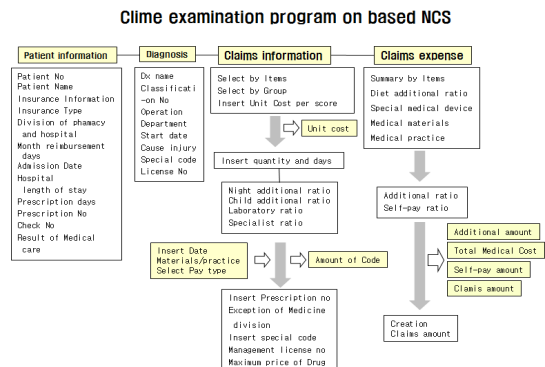 Clime examination program on based NCS
Patient information
Patient No
Patient Name
Insurance Information
Insurance Type
Division of phamacy
and hospital
Month reimbursement
days
Admission Date
Hospital
length of stay
Prescription days
Prescription No
Check No
Result of Medical
care
Diagnosis
Dx name
Classificati
-on No
Operation
Department
Start date
Cause injury
Special code
License No
Claims information
Select by Items
Select by Group
Insert Unit Cost per score
Unit cost
Insert quantity and days
Night additional ratio
Child additional ratio
Laboratory ratio
Specialist ratio
Insert Date
Materials/practice
Select Pay type
Amount of Code
Insert Prescription no
Exception of Medicine
division
Insert special code
Management license no
Maximum price of Drug
Claims expense
Summary by Items
Diet additional ratio
Special medical device
Medical materials
Medical practice
Additional ratio
Self-pay ratio
Additional amount
Total Medical Cost
Self-pay amount
Clamis amount
Creation
Claims amount